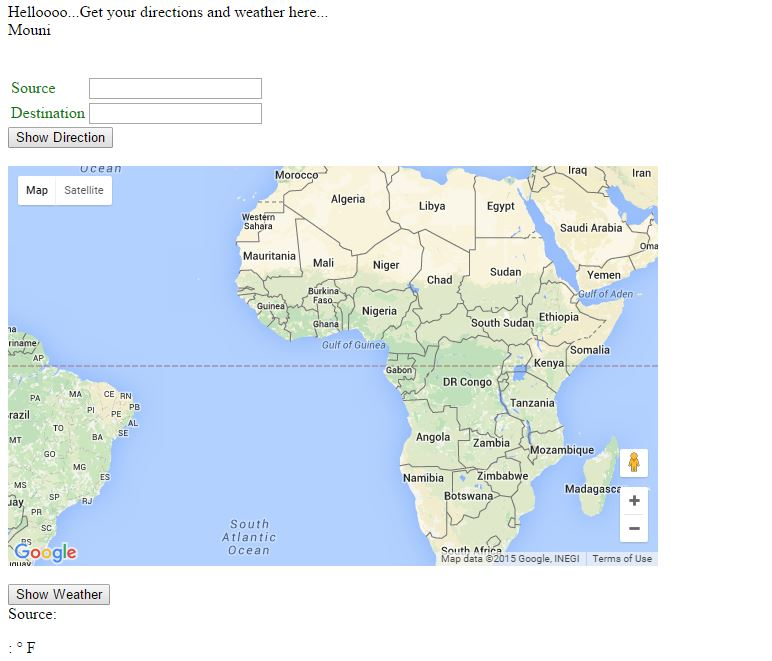 Helloooo...Get your directions and weather here...
Mouni
Source
Destination
Show Direction
Ocean
Map Satellite
Morocco
Algeria
Libya
Egypt
Iraq
Iran
Western
Sahara
Saudi Arabia
Oma
Mauritania
Mali
Niger
Chad
Sudan
Yemen
Gulf of Aden
Burkina
Faso
Guinea
Ghana
Nigeria
South Sudan
Ethiopia
Gulf of Guinea
Somalia
na
riname
AP
Gabon
DR Congo
Kenya
PA
MA
CE
RN
PB
PI
PE
AL
razil
TO
BA
SE
MT
GO
MG
ES
MS
SP
RJ
uay
PR
SC
RS
iguay
Tanzania
Angola
Zambia
Mozambique
Namibia
Zimbabwe
Botswana
Madagasca
South Africa
South
Atlantic
Ocean
+
−
Google
Map data ©2015 Google, INEGI Terms of Use
Show Weather
Source:
: ° F